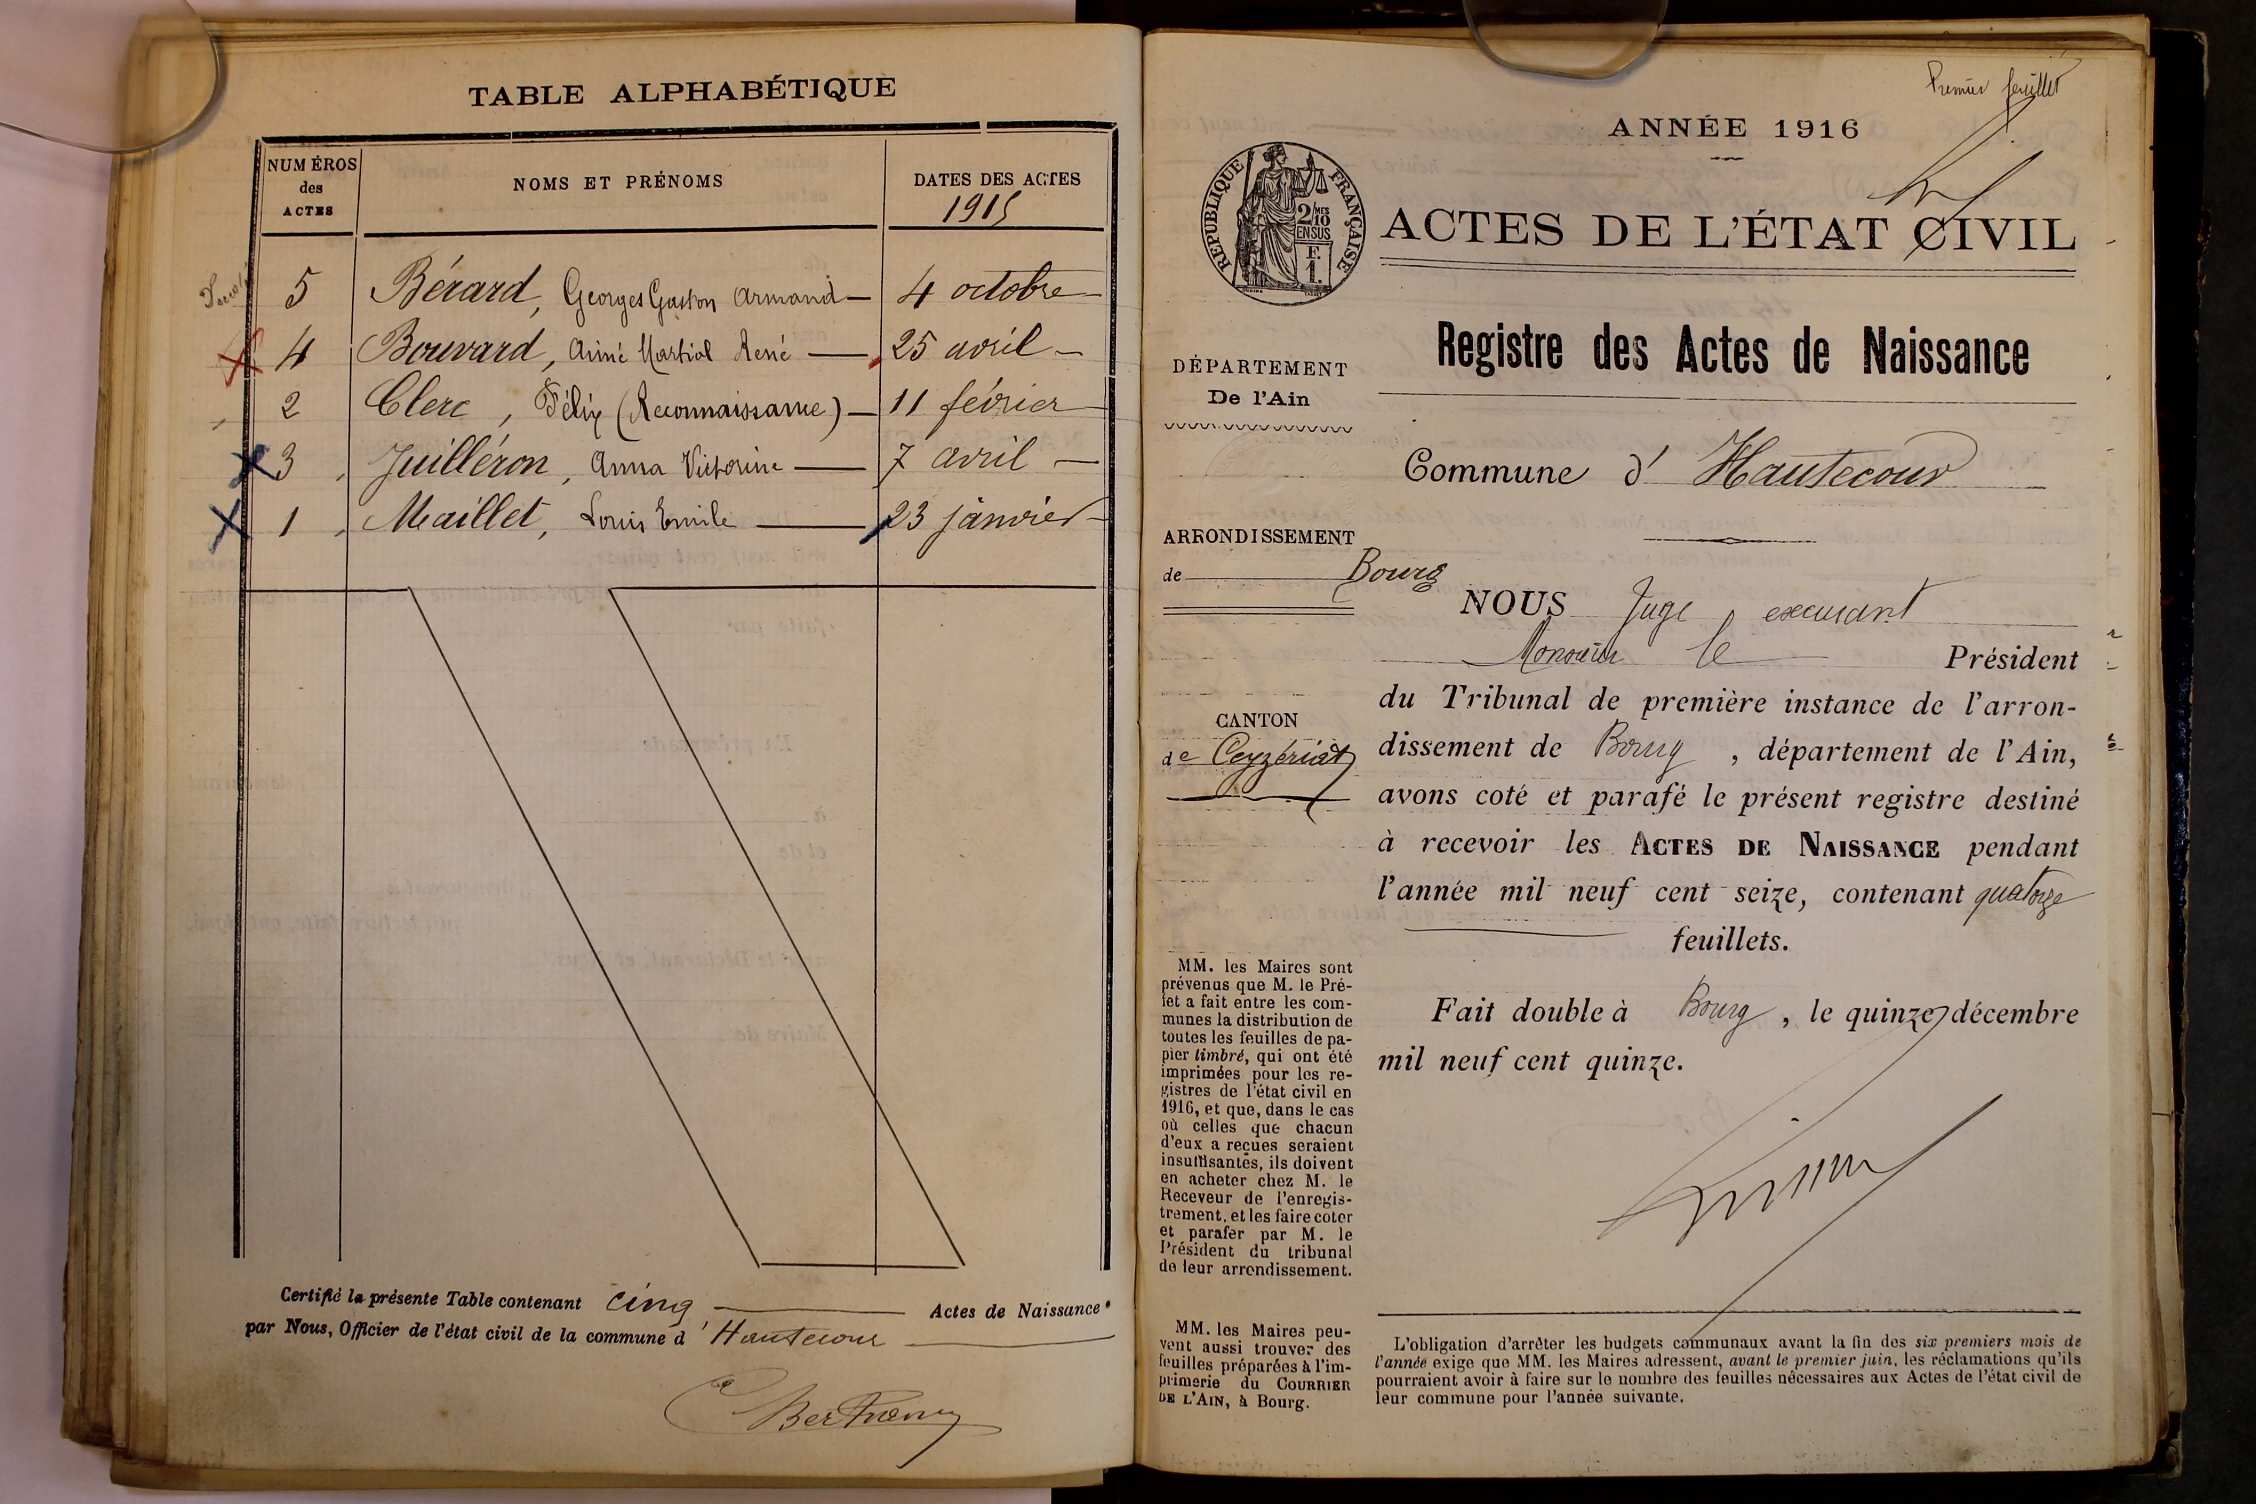 TABLE ALPHABÉTIQUE
NUMÉROS
des
ACTES
NOMS ET PRÉNOMS
DATES DES ACTES
1915
5 Bérard, Georges Gaston Armand — 4 octobre —
4 Bouvard, Aimé Martial René — 25 avril —
2 Clerc, Félix (Reconnaissance) — 11 février —
3 Juilléron, Anna Victorine — 7 avril —
1 Maillet, Louis Emile — 23 janvier —
Certifié la présente Table contenant cinq — Actes de Naissance
par Nous, Officier de l'état civil de la commune d'Hautecour —
Premier feuillet
ANNÉE 1916
RÉPUBLIQUE FRANÇAISE
2/10 MES
EN SUS
F.
1.
ACTES DE L'ÉTAT CIVIL
Registre des Actes de Naissance
DÉPARTEMENT
De l'Ain
Commune d'Hautecour
ARRONDISSEMENT
de Bourg
CANTON
de Ceyzériat
NOUS Juge excusant
Monsieur le Président
du Tribunal de première instance de l'arron-
dissement de Bourg, département de l'Ain,
avons coté et parafé le présent registre destiné
à recevoir les ACTES DE NAISSANCE pendant
l'année mil neuf cent seize, contenant quatorze
feuillets.
Fait double à Bourg, le quinze décembre
mil neuf cent quinze.
MM. les Maires sont
prévenus que M. le Pré-
fet a fait entre les com-
munes la distribution de
toutes les feuilles de pa-
pier timbré, qui ont été
imprimées pour les re-
gistres de l'état civil en
1916, et que, dans le cas
où celles que chacun
d'eux a reçues seraient
insuffisantes, ils doivent
en acheter chez M. le
Receveur de l'enregis-
trement, et les faire coter
et parafer par M. le
Président du tribunal
de leur arrondissement.
MM. les Maires peu-
vent aussi trouver des
feuilles préparées à l'im-
primerie du COURRIER
DE L'AIN, à Bourg.
L'obligation d'arrêter les budgets communaux avant la fin des six premiers mois de
l'année exige que MM. les Maires adressent, avant le premier juin, les réclamations qu'ils
pourraient avoir à faire sur le nombre des feuilles nécessaires aux Actes de l'état civil de
leur commune pour l'année suivante.